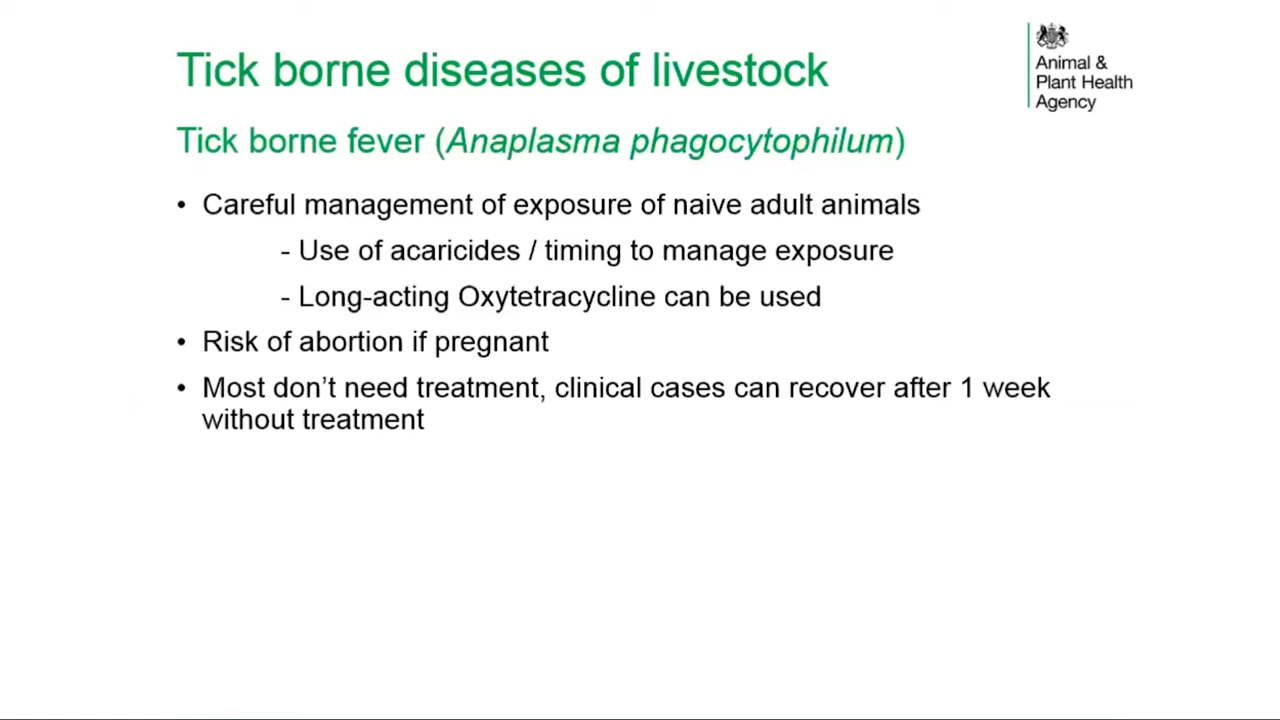 Tick borne diseases of livestock
Animal &
Plant Health
Agency
Tick borne fever (Anaplasma phagocytophilum)
• Careful management of exposure of naive adult animals
- Use of acaricides / timing to manage exposure
- Long-acting Oxytetracycline can be used
• Risk of abortion if pregnant
• Most don’t need treatment, clinical cases can recover after 1 week
without treatment